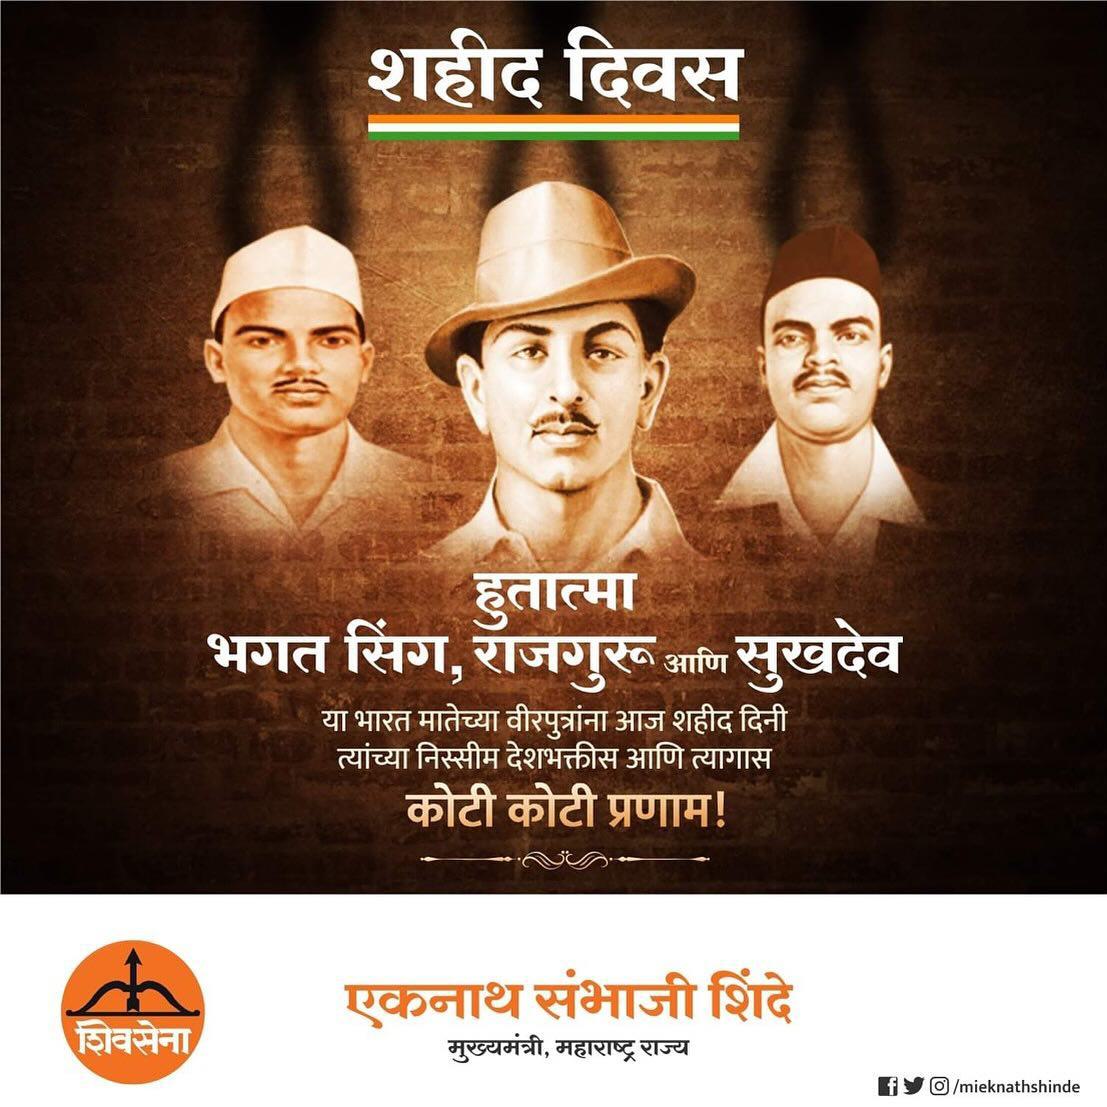 शहीद दिवस
हुतात्मा
भगत सिंग, राजगुरू आणि सुखदेव
या भारत मातेच्या वीरपुत्रांना आज शहीद दिनी
त्यांच्या निस्सीम देशभक्तीस आणि त्यागास
कोटी कोटी प्रणाम!
शिवसेना
एकनाथ संभाजी शिंदे
मुख्यमंत्री, महाराष्ट्र राज्य
/mieknathshinde